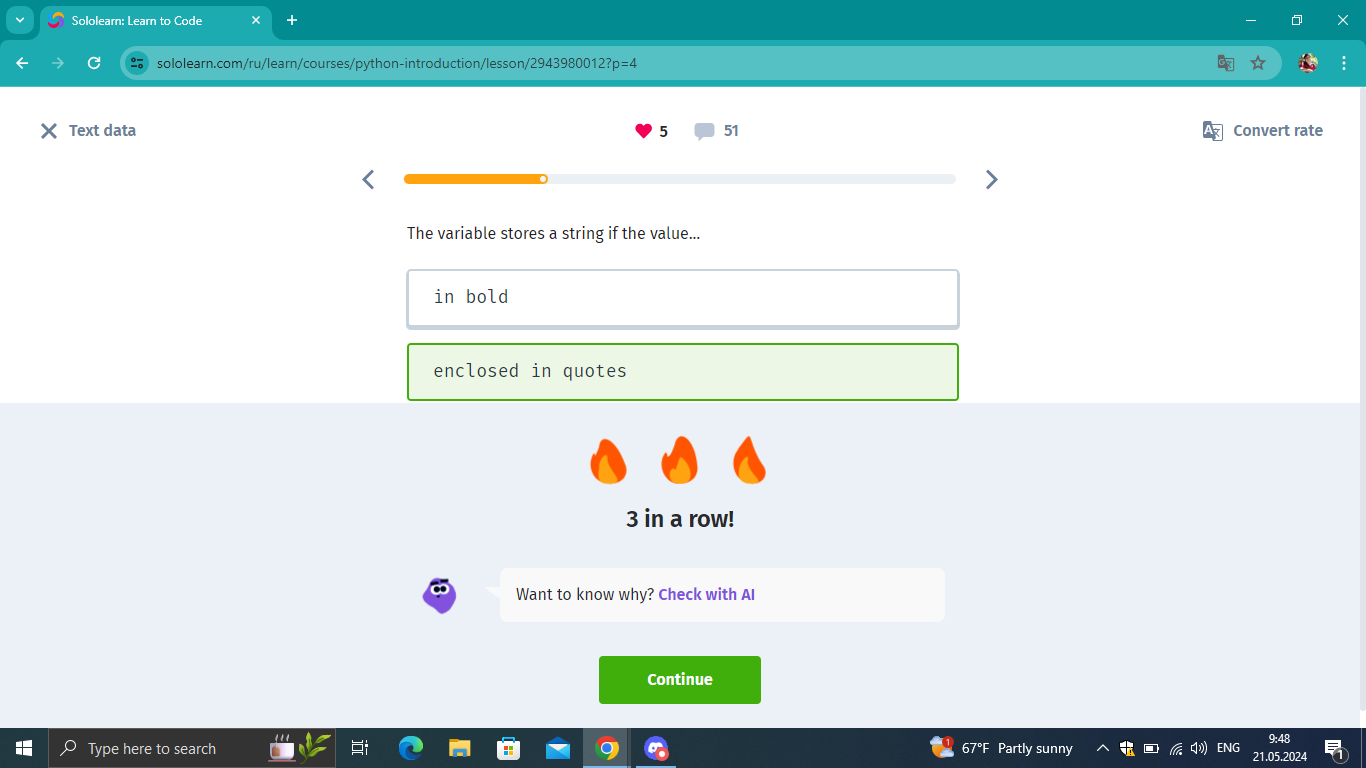 Sololearn: Learn to Code
sololearn.com/ru/learn/courses/python-introduction/lesson/2943980012?p=4
Text data
5
51
Convert rate
The variable stores a string if the value...
in bold
enclosed in quotes
3 in a row!
Want to know why? Check with AI
Continue
Type here to search
1
67°F Partly sunny
ENG
9:48
21.05.2024
1